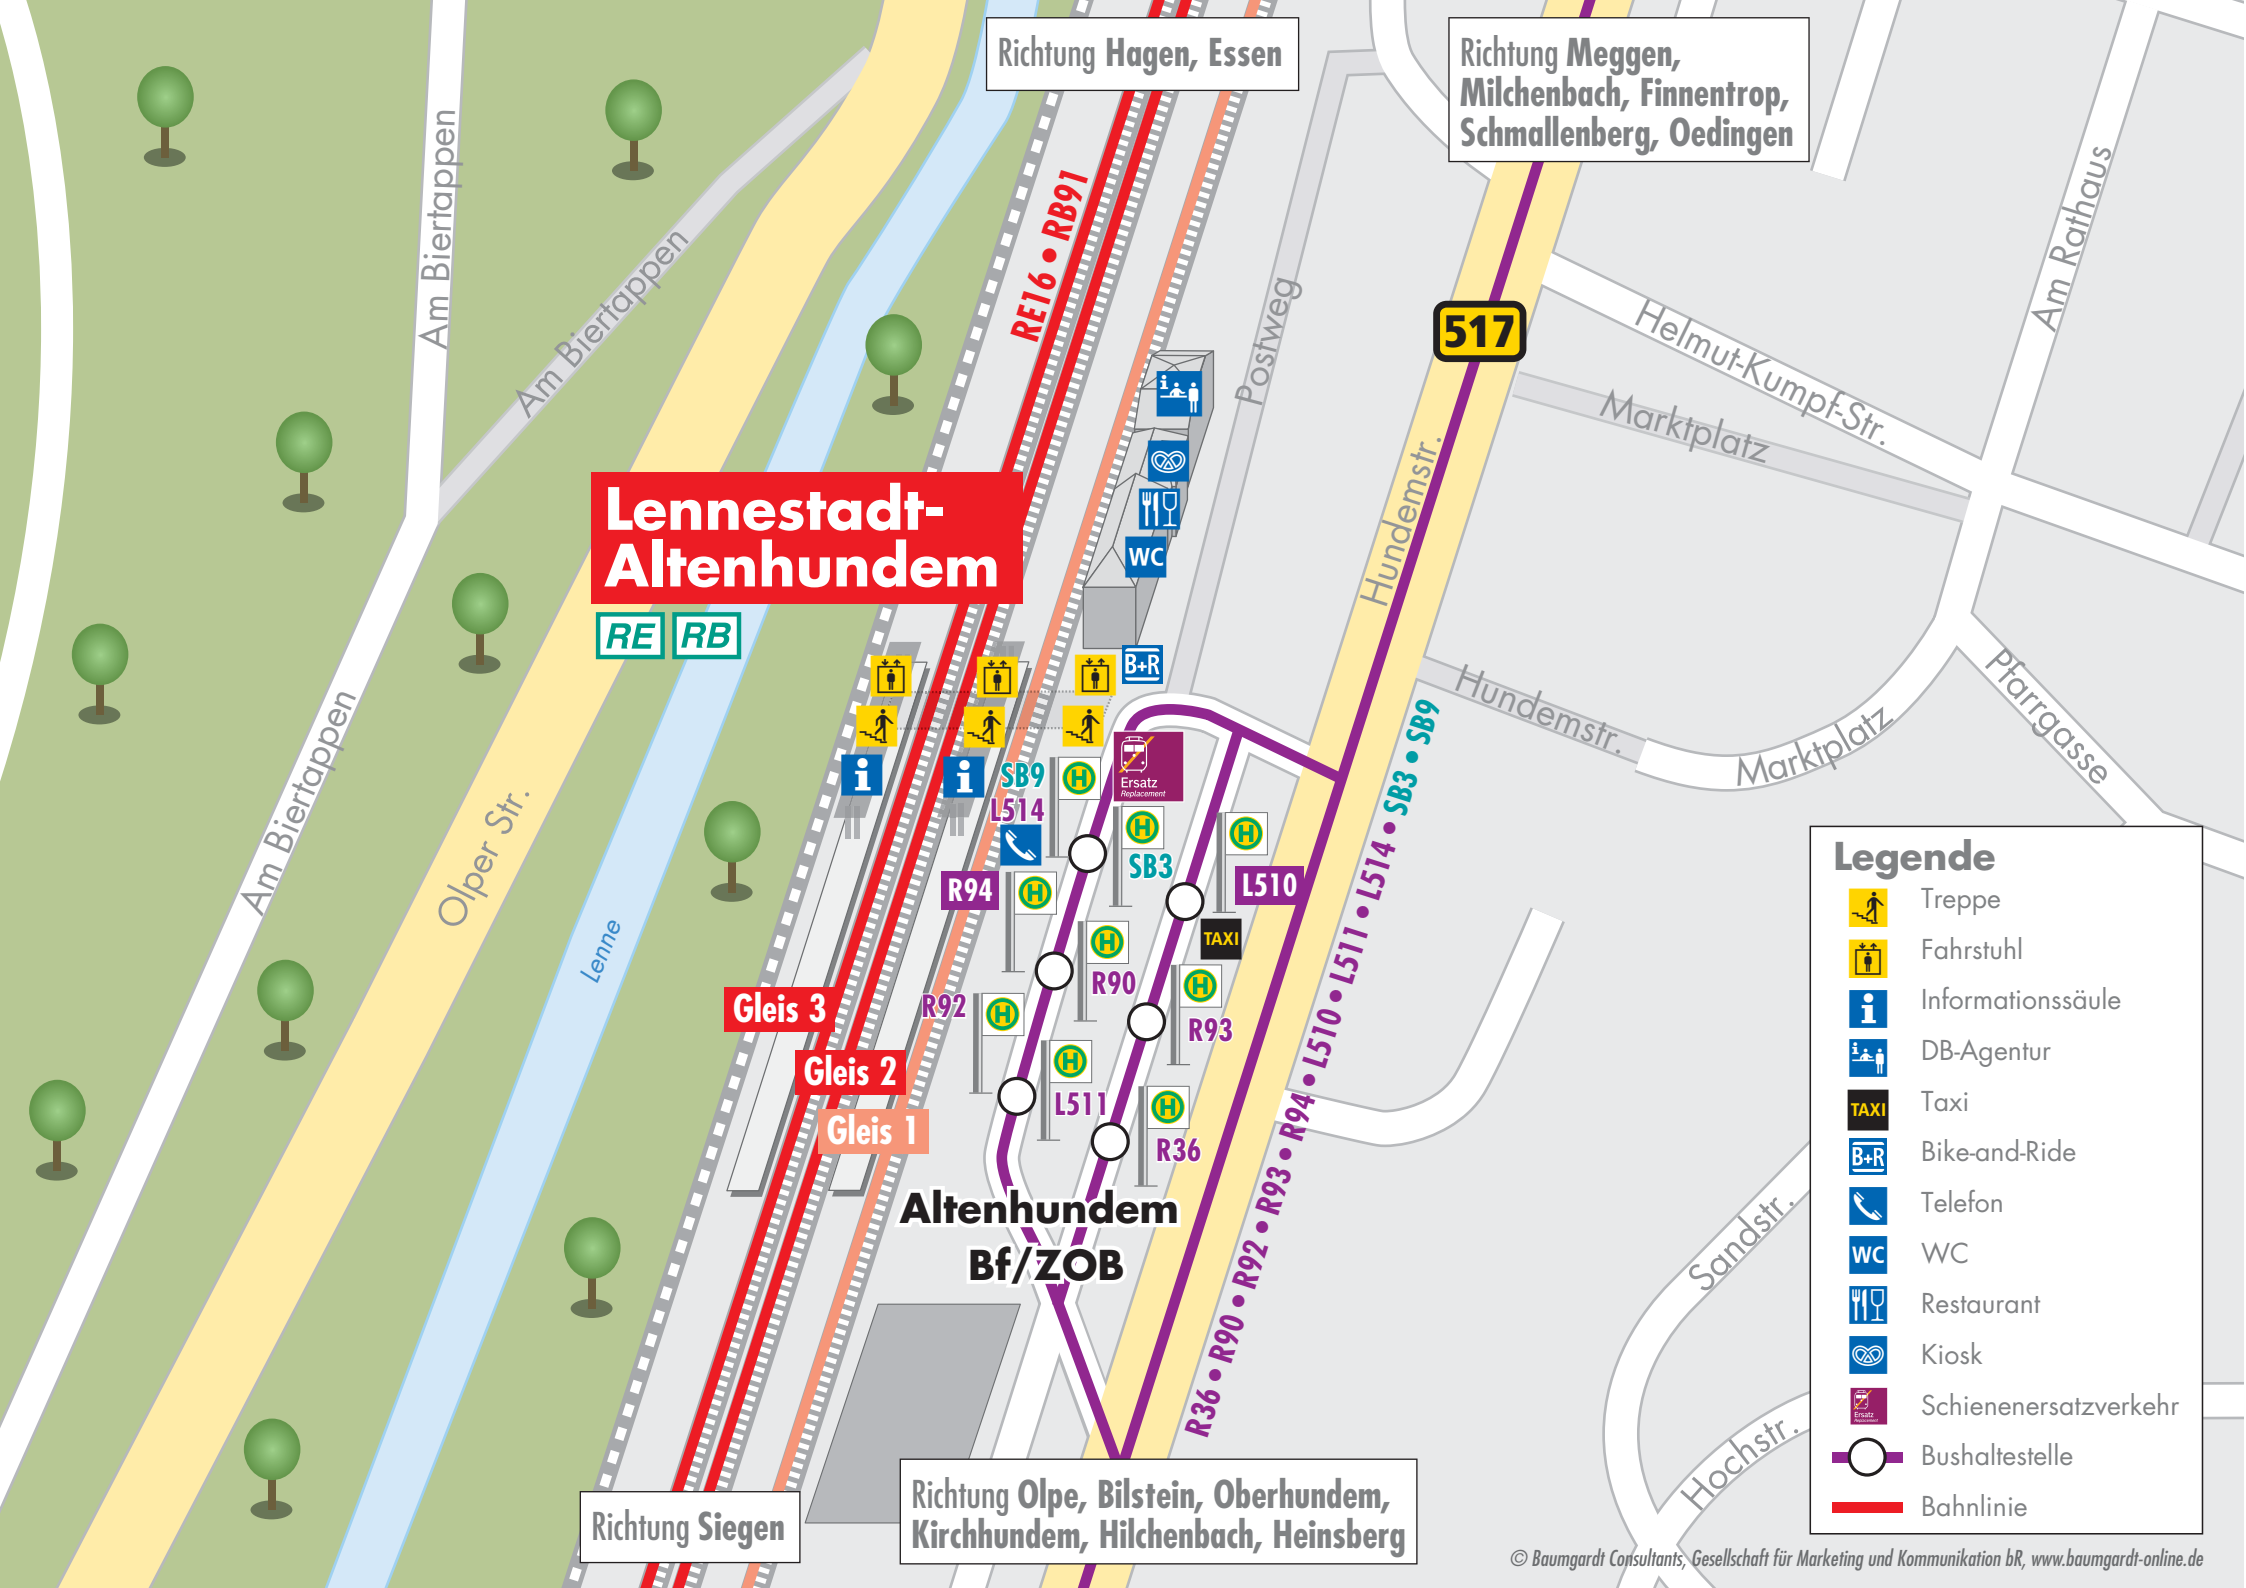 Richtung Hagen, Essen
Richtung Meggen,
Milchenbach, Finnentrop,
Schmallenberg, Oedingen
Am Biertappen
Am Biertappen
Am Biertappen
Olper Str.
Lenne
RE16 • RB91
Postweg
517
Hundemstr.
Helmut-Kumpf-Str.
Marktplatz
Am Rathaus
Hundemstr.
Marktplatz
Pfarrgasse
Sandstr.
Hochstr.
Lennestadt-
Altenhundem
RE RB
WC
B+R
i
i
i
SB9
L514
H
Ersatz
Replacement
H
SB3
H
L510
R94
H
TAXI
H
R90
H
R93
R92
H
H
L511
H
R36
Gleis 3
Gleis 2
Gleis 1
Altenhundem
Bf/ZOB
R36 • R90 • R92 • R93 • R94 • L510 • L511 • L514 • SB3 • SB9
Richtung Siegen
Richtung Olpe, Bilstein, Oberhundem,
Kirchhundem, Hilchenbach, Heinsberg
Legende
Treppe
Fahrstuhl
i Informationssäule
i DB-Agentur
TAXI Taxi
B+R Bike-and-Ride
Telefon
WC WC
Restaurant
Kiosk
Ersatz
Replacement
Schienenersatzverkehr
Bushaltestelle
Bahnlinie
© Baumgardt Consultants, Gesellschaft für Marketing und Kommunikation bR, www.baumgardt-online.de